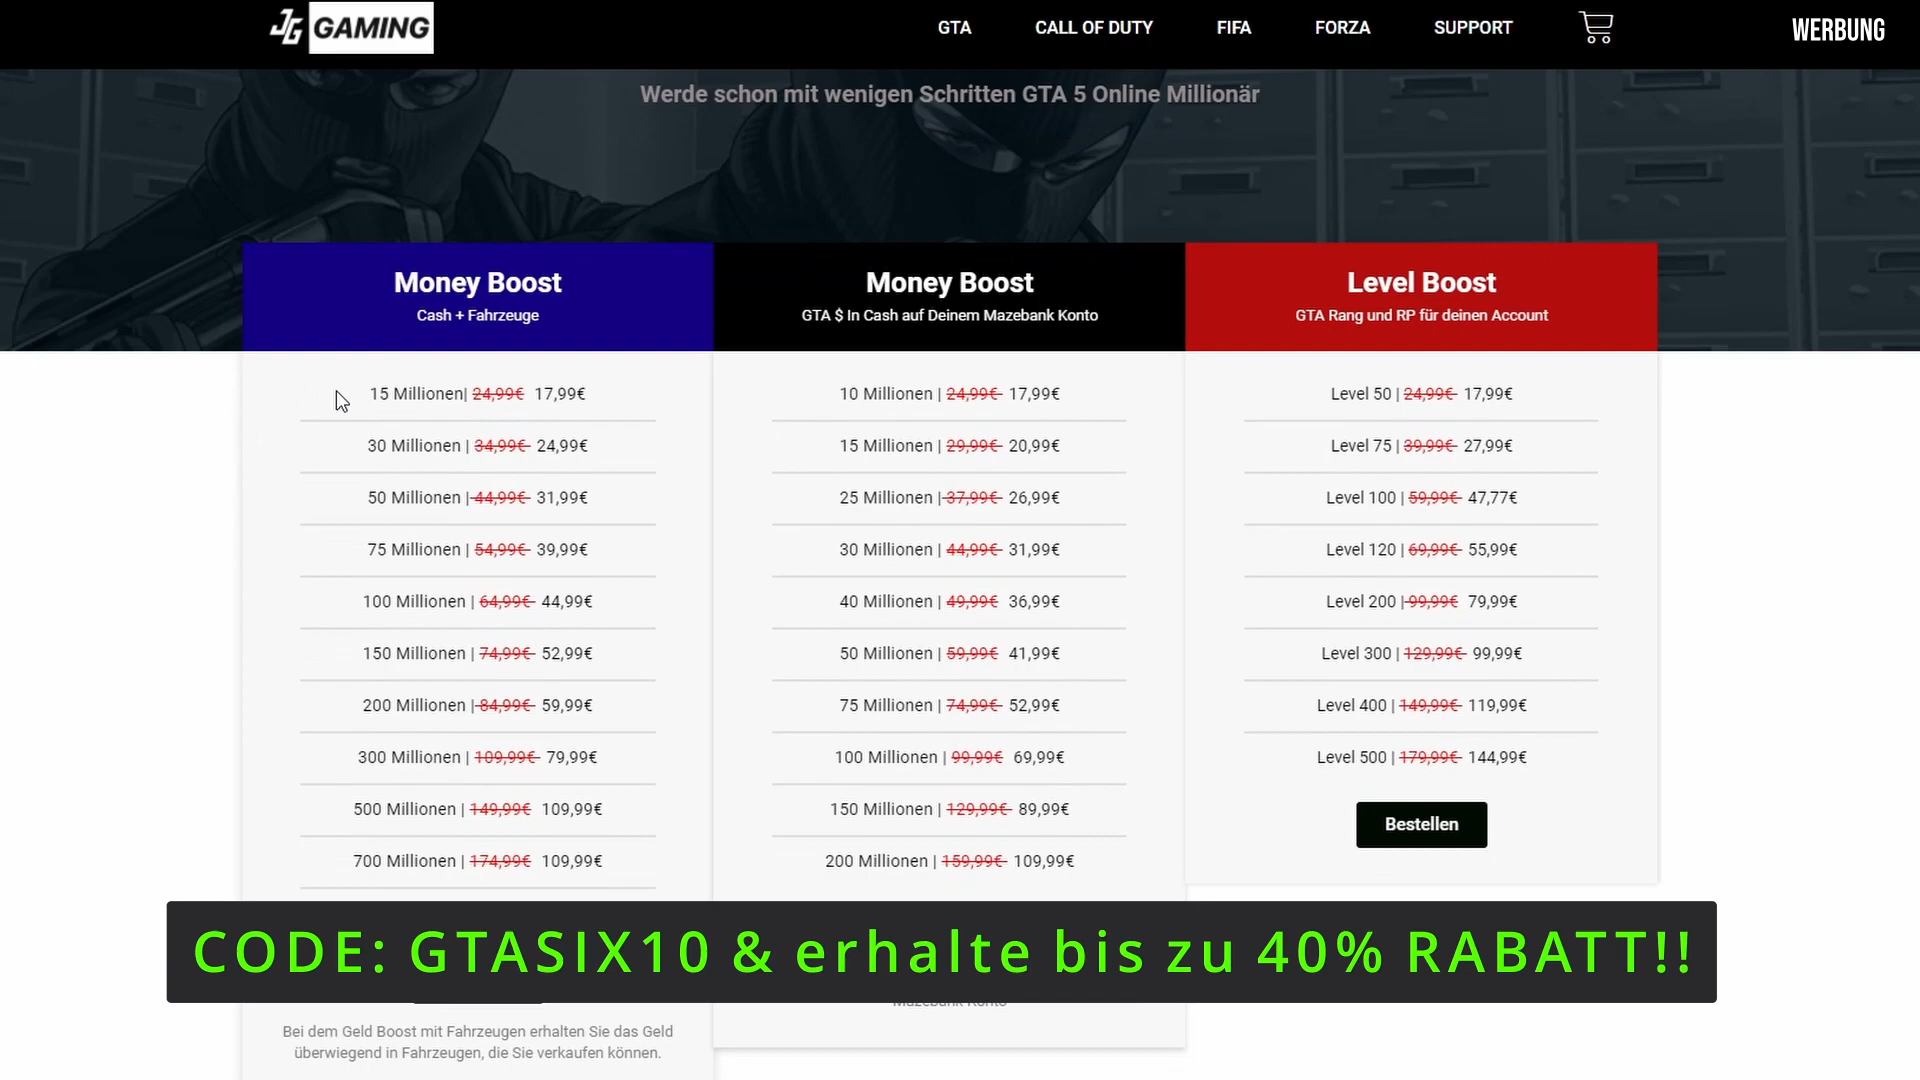 JG GAMING
GTA
CALL OF DUTY
FIFA
FORZA
SUPPORT
WERBUNG
Werde schon mit wenigen Schritten GTA 5 Online Millionär
Money Boost
Cash + Fahrzeuge
15 Millionen| 24,99€ 17,99€
30 Millionen | 34,99€ 24,99€
50 Millionen | 44,99€ 31,99€
75 Millionen | 54,99€ 39,99€
100 Millionen | 64,99€ 44,99€
150 Millionen | 74,99€ 52,99€
200 Millionen | 84,99€ 59,99€
300 Millionen | 109,99€ 79,99€
500 Millionen | 149,99€ 109,99€
700 Millionen | 174,99€ 109,99€
Money Boost
GTA $ In Cash auf Deinem Mazebank Konto
10 Millionen | 24,99€ 17,99€
15 Millionen | 29,99€ 20,99€
25 Millionen | 37,99€ 26,99€
30 Millionen | 44,99€ 31,99€
40 Millionen | 49,99€ 36,99€
50 Millionen | 59,99€ 41,99€
75 Millionen | 74,99€ 52,99€
100 Millionen | 99,99€ 69,99€
150 Millionen | 129,99€ 89,99€
200 Millionen | 159,99€ 109,99€
Level Boost
GTA Rang und RP für deinen Account
Level 50 | 24,99€ 17,99€
Level 75 | 39,99€ 27,99€
Level 100 | 59,99€ 47,77€
Level 120 | 69,99€ 55,99€
Level 200 | 99,99€ 79,99€
Level 300 | 129,99€ 99,99€
Level 400 | 149,99€ 119,99€
Level 500 | 179,99€ 144,99€
Bestellen
CODE: GTASIX10 & erhalte bis zu 40% RABATT!!
Mazebank Konto
Bei dem Geld Boost mit Fahrzeugen erhalten Sie das Geld
überwiegend in Fahrzeugen, die Sie verkaufen können.